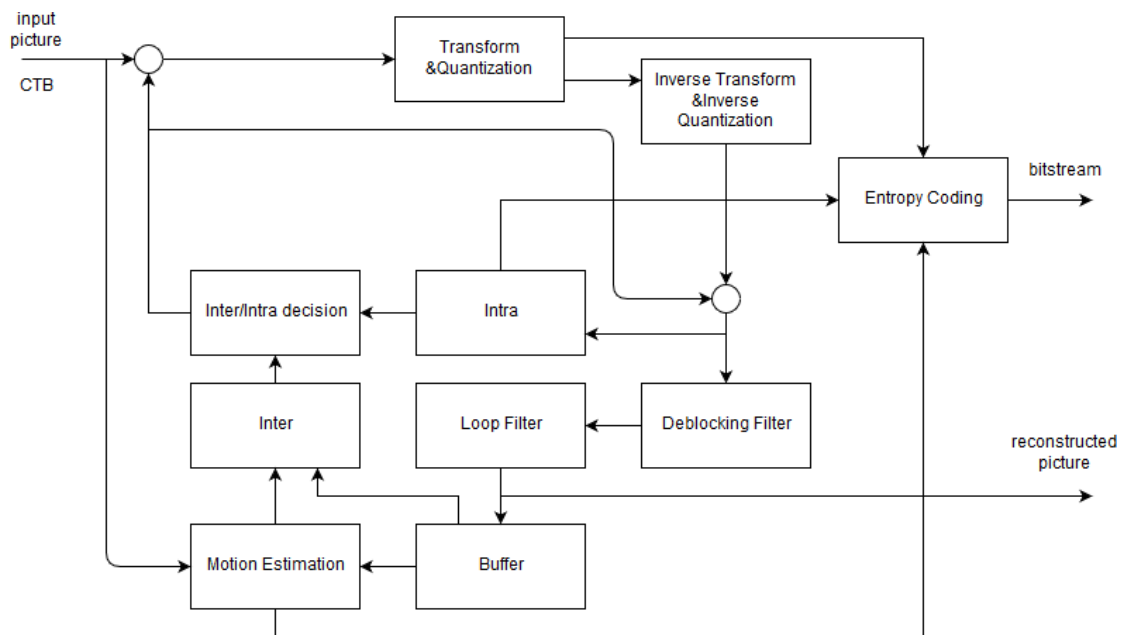 input
picture
CTB
Transform
&Quantization
Inverse Transform
&Inverse
Quantization
Entropy Coding
bitstream
Inter/Intra decision
Intra
Inter
Loop Filter
Deblocking Filter
reconstructed
picture
Motion Estimation
Buffer